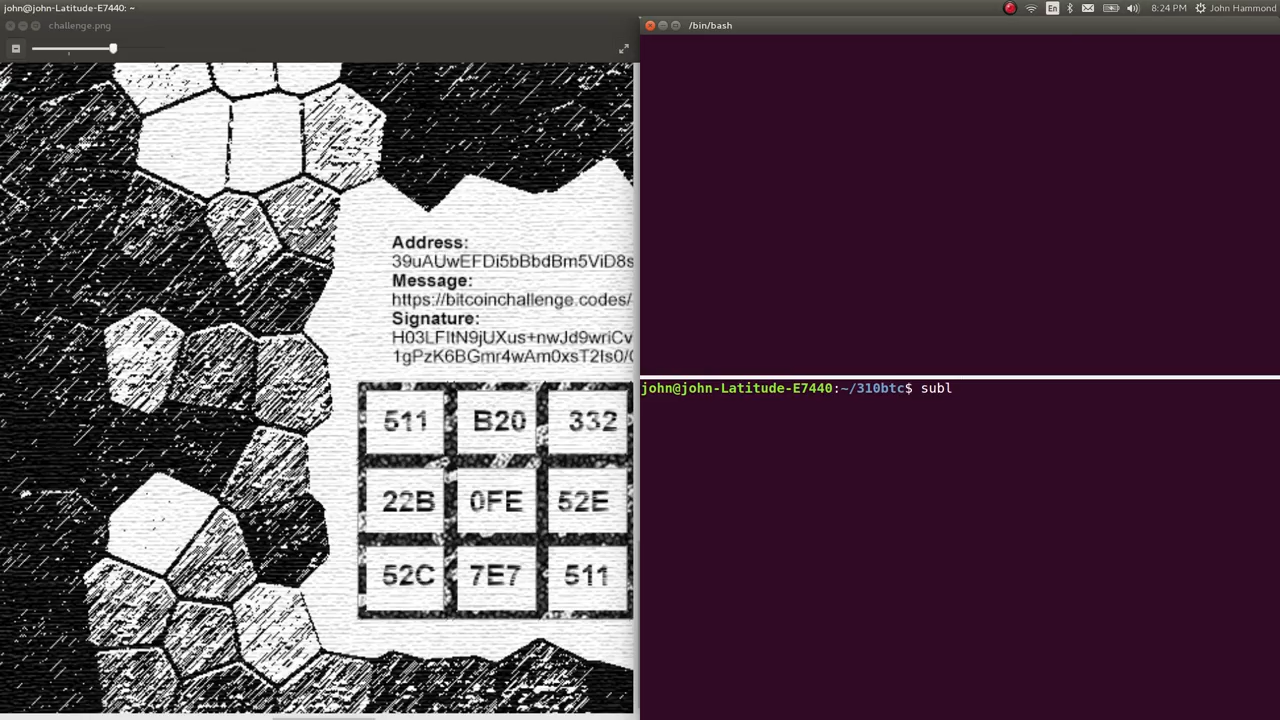 john@john-Latitude-E7440: ~
En
8:24 PM
John Hammond
challenge.png
/bin/bash
Address:
39uAUwEFDi5bBbdBm5ViD8s
Message:
https://bitcoinchallenge.codes/
Signature:
H03LFltN9jUXus+nwJd9wriCv
1gPzK6BGmr4wAm0xsT2Is0/
511 B20 332
22B 0FE 52E
52C 7E7 511
john@john-Latitude-E7440:~/310btc$ subl